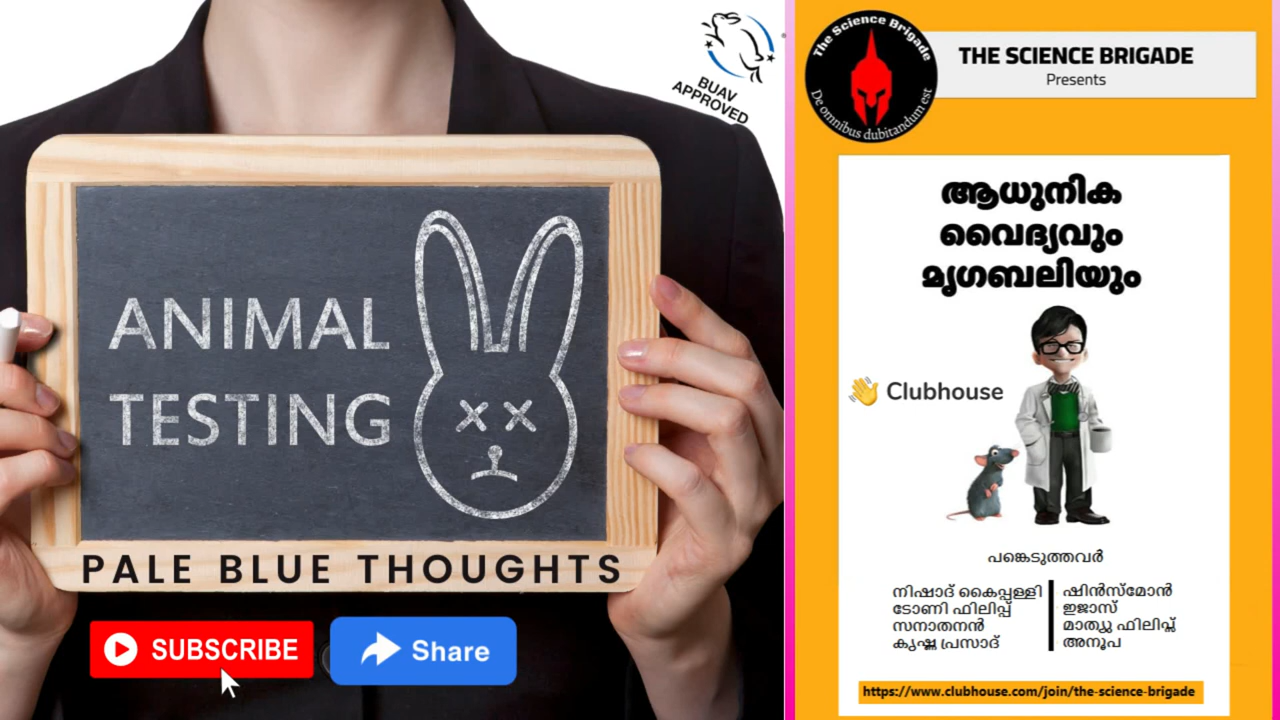 BUAV
APPROVED
ANIMAL
TESTING
PALE BLUE THOUGHTS
SUBSCRIBE
Share
The Science Brigade
De omnibus dubitandum est
THE SCIENCE BRIGADE
Presents
ആധുനിക
വൈദ്യവും
മൃഗബലിയും
Clubhouse
പങ്കെടുത്തവർ
നിഷാദ് കൈപ്പള്ളി
ടോണി ഫിലിപ്പ്
സനാതനൻ
കൃഷ്ണ പ്രസാദ്
ഷിൻസ്മോൻ
ഇജാസ്
മാത്യു ഫിലിപ്സ്
അനൂപ
https://www.clubhouse.com/join/the-science-brigade